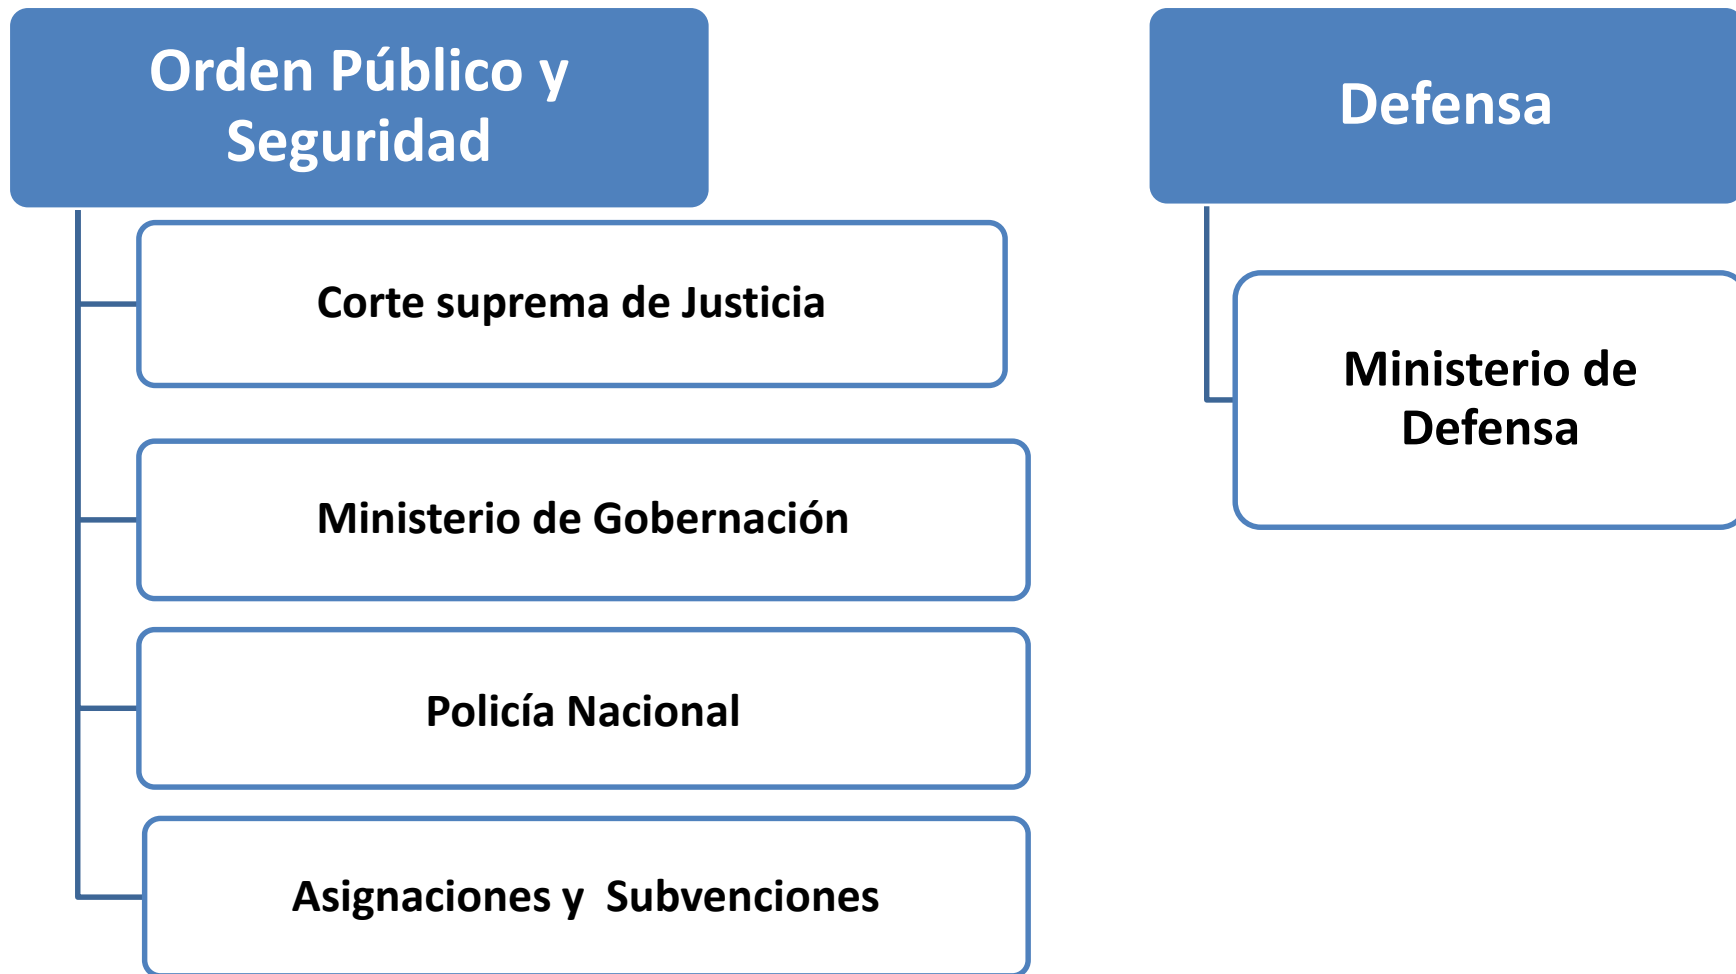 Orden Público y
Seguridad
Corte suprema de Justicia
Ministerio de Gobernación
Policía Nacional
Asignaciones y  Subvenciones
Defensa
Ministerio de
Defensa